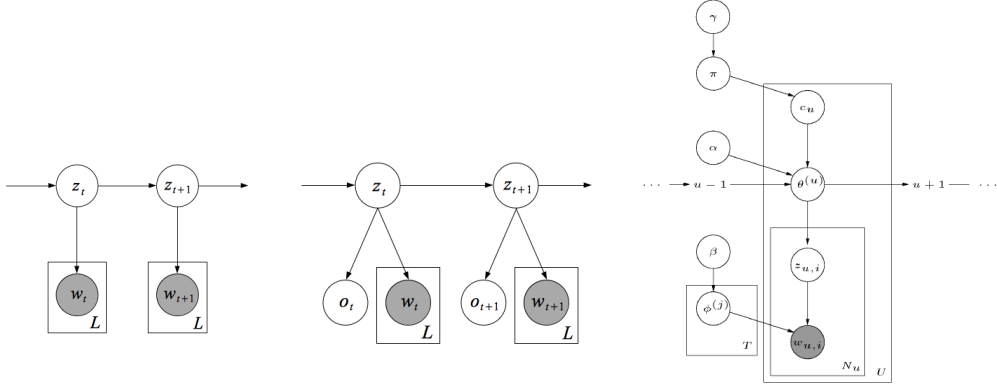 z_t
z_{t+1}
w_t
L
w_{t+1}
L
z_t
z_{t+1}
o_t
w_t
L
o_{t+1}
w_{t+1}
L
γ
π
c_u
α
··· u − 1
θ^{(u)}
u + 1 ···
β
z_{u,i}
φ^{(j)}
T
w_{u,i}
N_u
U